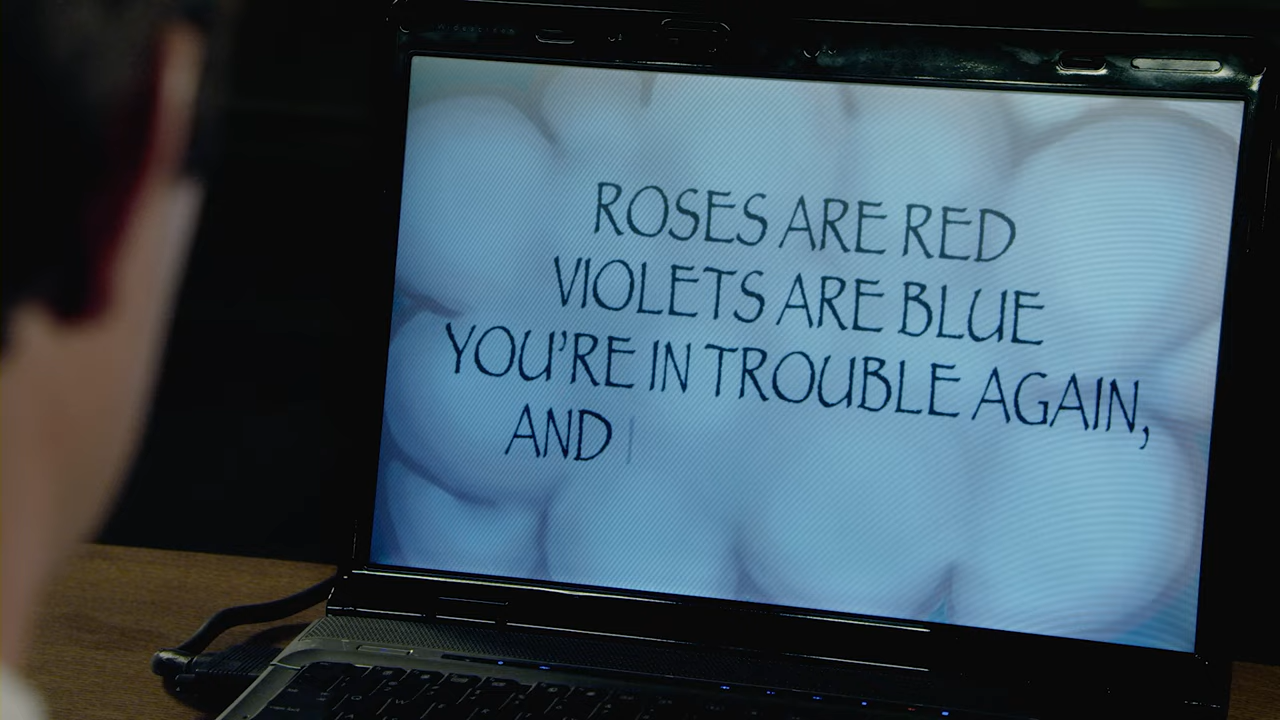 ROSES ARE RED
VIOLETS ARE BLUE
YOU'RE IN TROUBLE AGAIN,
AND